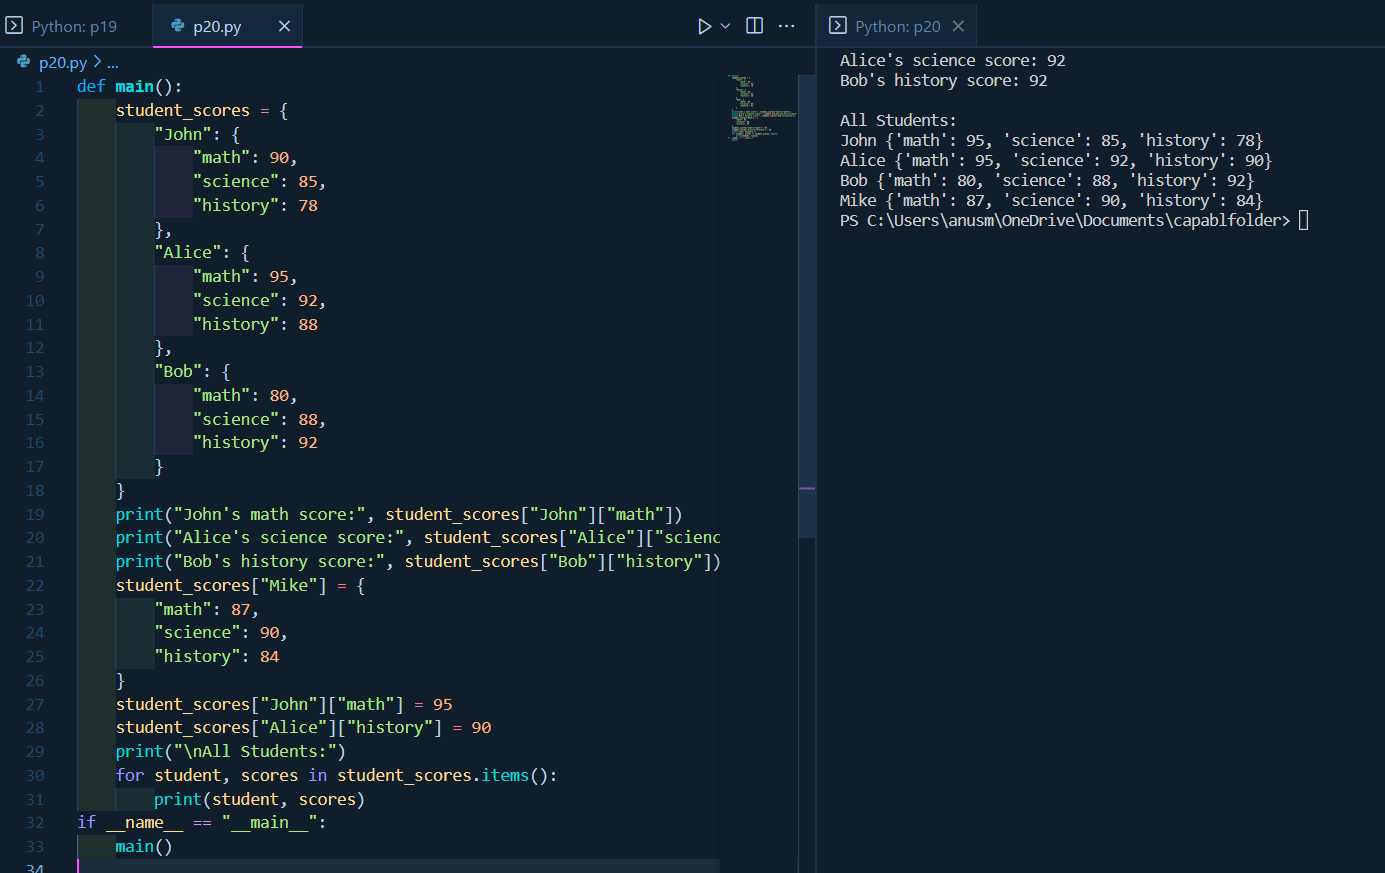 Python: p19
p20.py
p20.py > ...
1 def main():
2     student_scores = {
3         "John": {
4             "math": 90,
5             "science": 85,
6             "history": 78
7         },
8         "Alice": {
9             "math": 95,
10             "science": 92,
11             "history": 88
12         },
13         "Bob": {
14             "math": 80,
15             "science": 88,
16             "history": 92
17         }
18     }
19     print("John's math score:", student_scores["John"]["math"])
20     print("Alice's science score:", student_scores["Alice"]["scienc
21     print("Bob's history score:", student_scores["Bob"]["history"])
22     student_scores["Mike"] = {
23         "math": 87,
24         "science": 90,
25         "history": 84
26     }
27     student_scores["John"]["math"] = 95
28     student_scores["Alice"]["history"] = 90
29     print("\nAll Students:")
30     for student, scores in student_scores.items():
31         print(student, scores)
32 if __name__ == "__main__":
33     main()
34
Python: p20
Alice's science score: 92
Bob's history score: 92
All Students:
John {'math': 95, 'science': 85, 'history': 78}
Alice {'math': 95, 'science': 92, 'history': 90}
Bob {'math': 80, 'science': 88, 'history': 92}
Mike {'math': 87, 'science': 90, 'history': 84}
PS C:\Users\anusm\OneDrive\Documents\capablfolder>